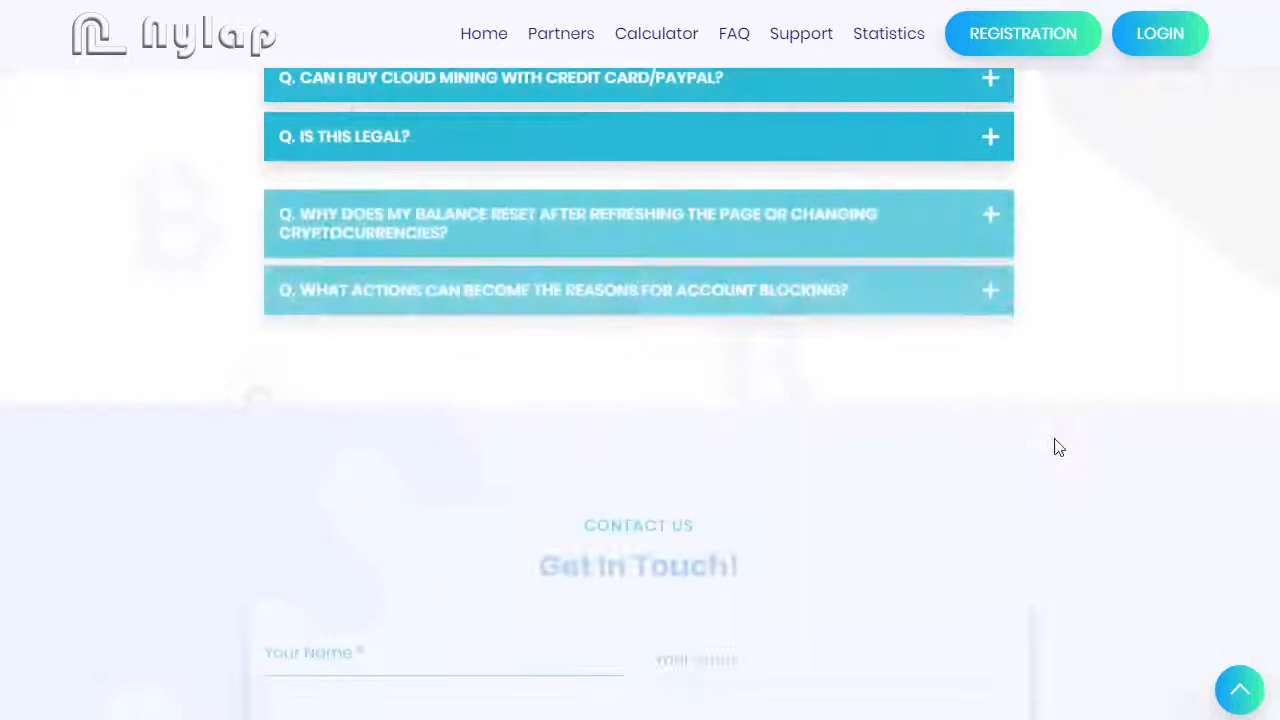 nylap
Home Partners Calculator FAQ Support Statistics REGISTRATION LOGIN
Q. CAN I BUY CLOUD MINING WITH CREDIT CARD/PAYPAL?
Q. IS THIS LEGAL?
Q. WHY DOES MY BALANCE RESET AFTER REFRESHING THE PAGE OR CHANGING
CRYPTOCURRENCIES?
Q. WHAT ACTIONS CAN BECOME THE REASONS FOR ACCOUNT BLOCKING?
CONTACT US
Get In Touch!
Your Name *